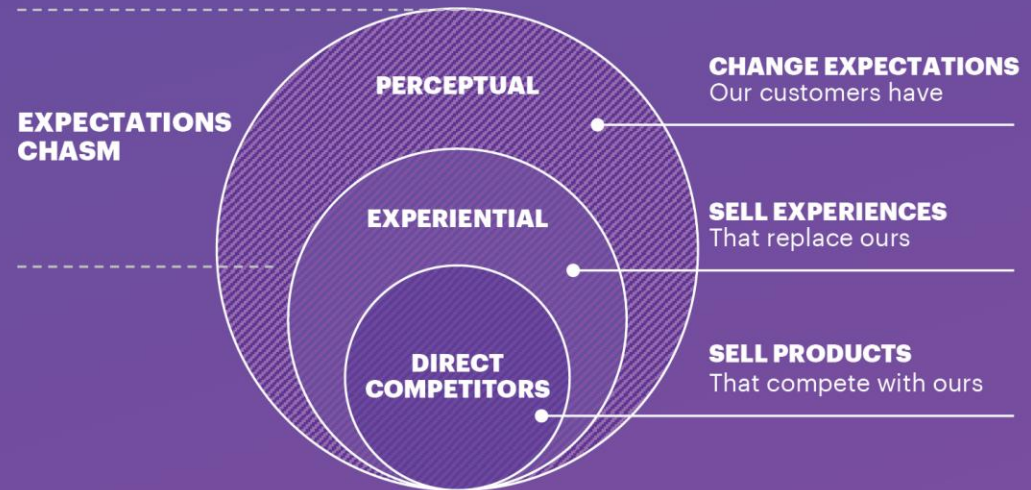 EXPECTATIONS
CHASM
PERCEPTUAL
EXPERIENTIAL
DIRECT
COMPETITORS
CHANGE EXPECTATIONS
Our customers have
SELL EXPERIENCES
That replace ours
SELL PRODUCTS
That compete with ours